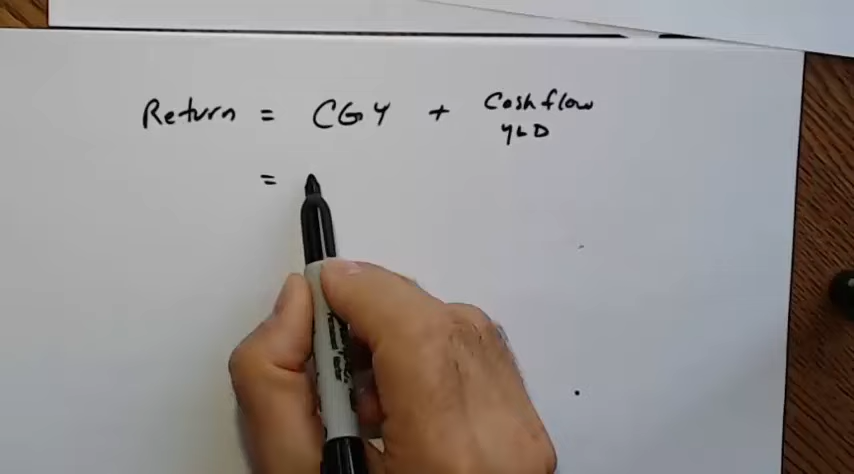 Return = CGY + Cashflow
YLD
=